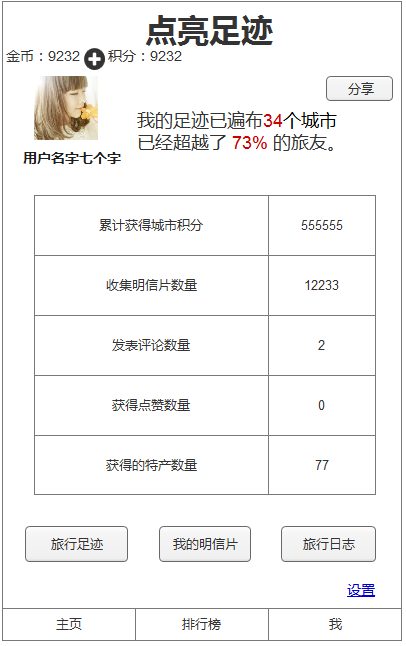 点亮足迹
金币：9232 积分：9232
分享
我的足迹已遍布34个城市
已经超越了 73% 的旅友。
用户名字七个字
累计获得城市积分 555555
收集明信片数量 12233
发表评论数量 2
获得点赞数量 0
获得的特产数量 77
旅行足迹 我的明信片 旅行日志
设置
主页 排行榜 我